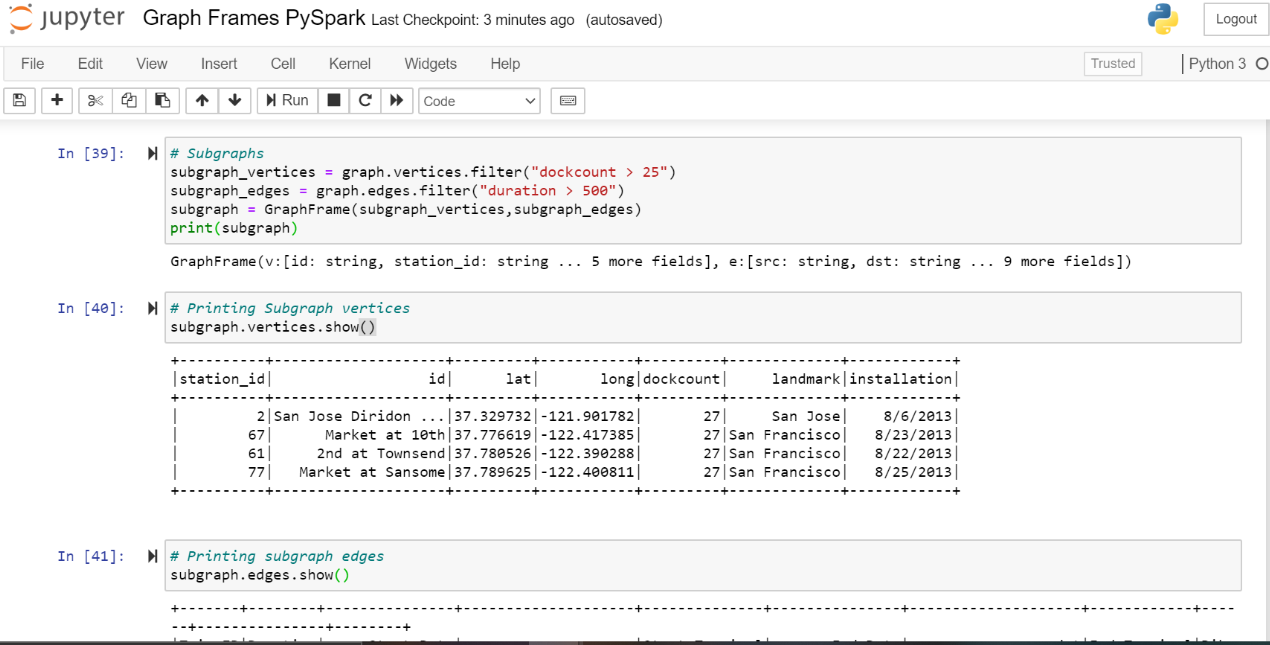 jupyter Graph Frames PySpark Last Checkpoint: 3 minutes ago (autosaved) Logout
File Edit View Insert Cell Kernel Widgets Help Trusted Python 3
Run Code
In [39]: # Subgraphs
subgraph_vertices = graph.vertices.filter("dockcount > 25")
subgraph_edges = graph.edges.filter("duration > 500")
subgraph = GraphFrame(subgraph_vertices,subgraph_edges)
print(subgraph)
GraphFrame(v:[id: string, station_id: string ... 5 more fields], e:[src: string, dst: string ... 9 more fields])
In [40]: # Printing Subgraph vertices
subgraph.vertices.show()
+----------+--------------------+---------+-----------+---------+-------------+------------+
|station_id| id| lat| long|dockcount| landmark|installation|
+----------+--------------------+---------+-----------+---------+-------------+------------+
| 2|San Jose Diridon ...|37.329732|-121.901782| 27| San Jose| 8/6/2013|
| 67| Market at 10th|37.776619|-122.417385| 27|San Francisco| 8/23/2013|
| 61| 2nd at Townsend|37.780526|-122.390288| 27|San Francisco| 8/22/2013|
| 77| Market at Sansome|37.789625|-122.400811| 27|San Francisco| 8/25/2013|
+----------+--------------------+---------+-----------+---------+-------------+------------+
In [41]: # Printing subgraph edges
subgraph.edges.show()
+-------+--------+---------------+--------------------+--------------+---------------+--------------------+------------+----
--+---------------+--------+